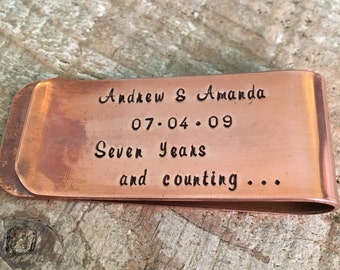 Andrew & Amanda
07•04•09
Seven Years
and counting...